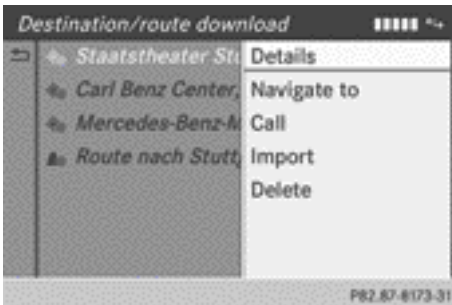 Destination/route download
Staatstheater Stu
Details
Carl Benz Center,
Navigate to
Mercedes-Benz-M
Call
Route nach Stutt
Import
Delete
P82.87-8173-31